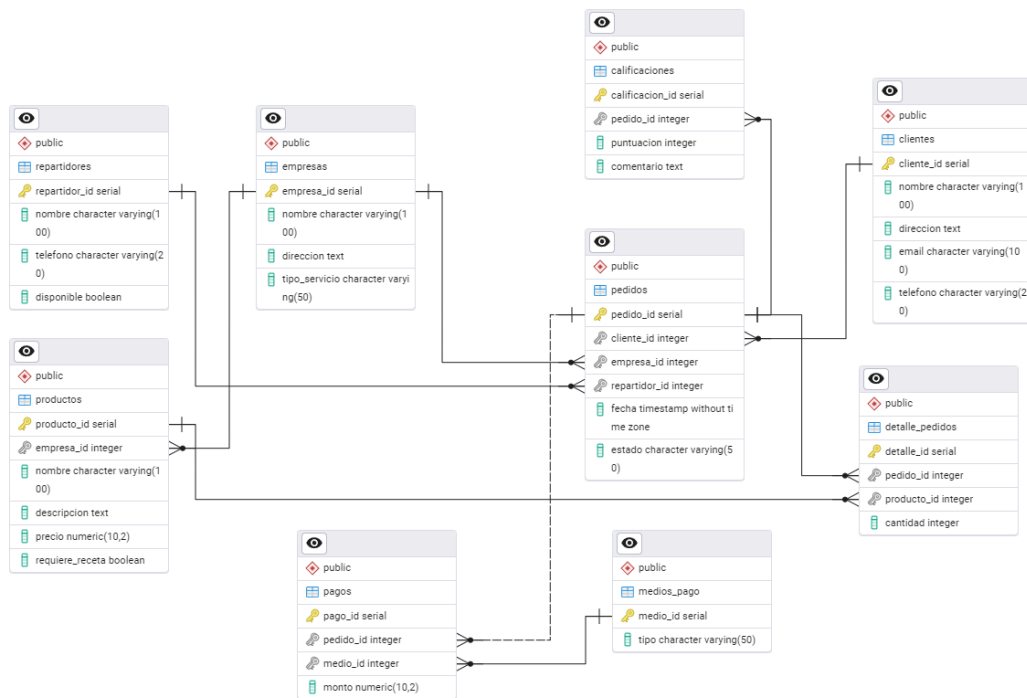 public
calificaciones
calificacion_id serial
pedido_id integer
puntuacion integer
comentario text
public
clientes
cliente_id serial
nombre character varying(1
00)
direccion text
email character varying(10
0)
telefono character varying(2
0)
public
repartidores
repartidor_id serial
nombre character varying(1
00)
telefono character varying(2
0)
disponible boolean
public
empresas
empresa_id serial
nombre character varying(1
00)
direccion text
tipo_servicio character varyi
ng(50)
public
pedidos
pedido_id serial
cliente_id integer
empresa_id integer
repartidor_id integer
fecha timestamp without ti
me zone
estado character varying(5
0)
public
productos
producto_id serial
empresa_id integer
nombre character varying(1
00)
descripcion text
precio numeric(10,2)
requiere_receta boolean
public
detalle_pedidos
detalle_id serial
pedido_id integer
producto_id integer
cantidad integer
public
pagos
pago_id serial
pedido_id integer
medio_id integer
monto numeric(10,2)
public
medios_pago
medio_id serial
tipo character varying(50)